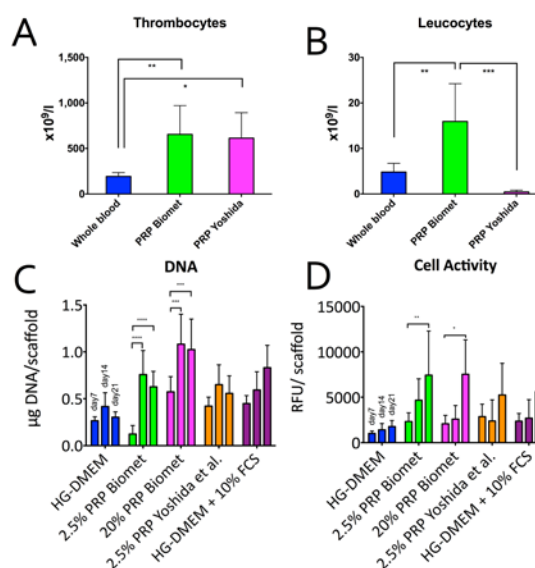 A
Thrombocytes
x10⁹/l
1,000
500
0
**
*
Whole blood
PRP Biomet
PRP Yoshida
B
Leucocytes
x10⁹/l
30
20
10
0
**
***
Whole blood
PRP Biomet
PRP Yoshida
C
DNA
µg DNA/scaffold
1.5
1.0
0.5
0.0
day7
day14
day21
****
****
***
***
HG-DMEM
2.5% PRP Biomet
20% PRP Biomet
2.5% PRP Yoshida et al.
HG-DMEM + 10% FCS
D
Cell Activity
RFU/ scaffold
15000
10000
5000
0
day7
day14
day21
**
*
HG-DMEM
2.5% PRP Biomet
20% PRP Biomet
2.5% PRP Yoshida et al.
HG-DMEM + 10% FCS